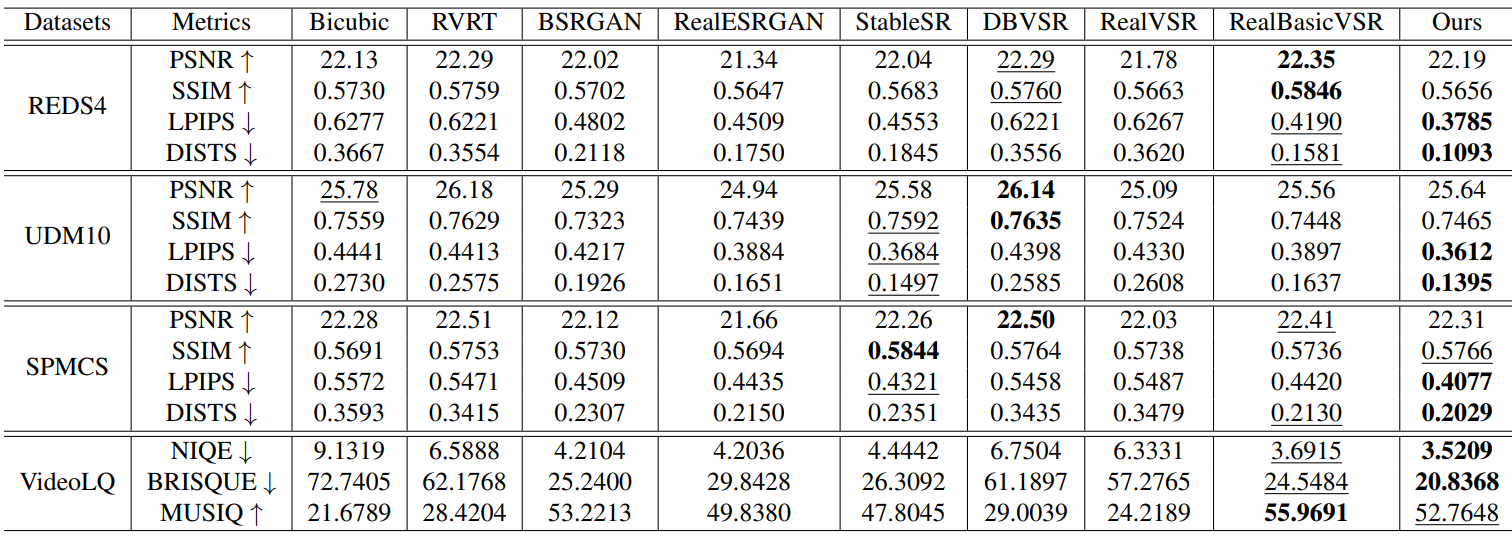 Datasets Metrics Bicubic RVRT BSRGAN RealESRGAN StableSR DBVSR RealVSR RealBasicVSR Ours
REDS4
PSNR ↑ 22.13 22.29 22.02 21.34 22.04 22.29 21.78 22.35 22.19
SSIM ↑ 0.5730 0.5759 0.5702 0.5647 0.5683 0.5760 0.5663 0.5846 0.5656
LPIPS ↓ 0.6277 0.6221 0.4802 0.4509 0.4553 0.6221 0.6267 0.4190 0.3785
DISTS ↓ 0.3667 0.3554 0.2118 0.1750 0.1845 0.3556 0.3620 0.1581 0.1093
UDM10
PSNR ↑ 25.78 26.18 25.29 24.94 25.58 26.14 25.09 25.56 25.64
SSIM ↑ 0.7559 0.7629 0.7323 0.7439 0.7592 0.7635 0.7524 0.7448 0.7465
LPIPS ↓ 0.4441 0.4413 0.4217 0.3884 0.3684 0.4398 0.4330 0.3897 0.3612
DISTS ↓ 0.2730 0.2575 0.1926 0.1651 0.1497 0.2585 0.2608 0.1637 0.1395
SPMCS
PSNR ↑ 22.28 22.51 22.12 21.66 22.26 22.50 22.03 22.41 22.31
SSIM ↑ 0.5691 0.5753 0.5730 0.5694 0.5844 0.5764 0.5738 0.5736 0.5766
LPIPS ↓ 0.5572 0.5471 0.4509 0.4435 0.4321 0.5458 0.5487 0.4420 0.4077
DISTS ↓ 0.3593 0.3415 0.2307 0.2150 0.2351 0.3435 0.3479 0.2130 0.2029
VideoLQ
NIQE ↓ 9.1319 6.5888 4.2104 4.2036 4.4442 6.7504 6.3331 3.6915 3.5209
BRISQUE ↓ 72.7405 62.1768 25.2400 29.8428 26.3092 61.1897 57.2765 24.5484 20.8368
MUSIQ ↑ 21.6789 28.4204 53.2213 49.8380 47.8045 29.0039 24.2189 55.9691 52.7648